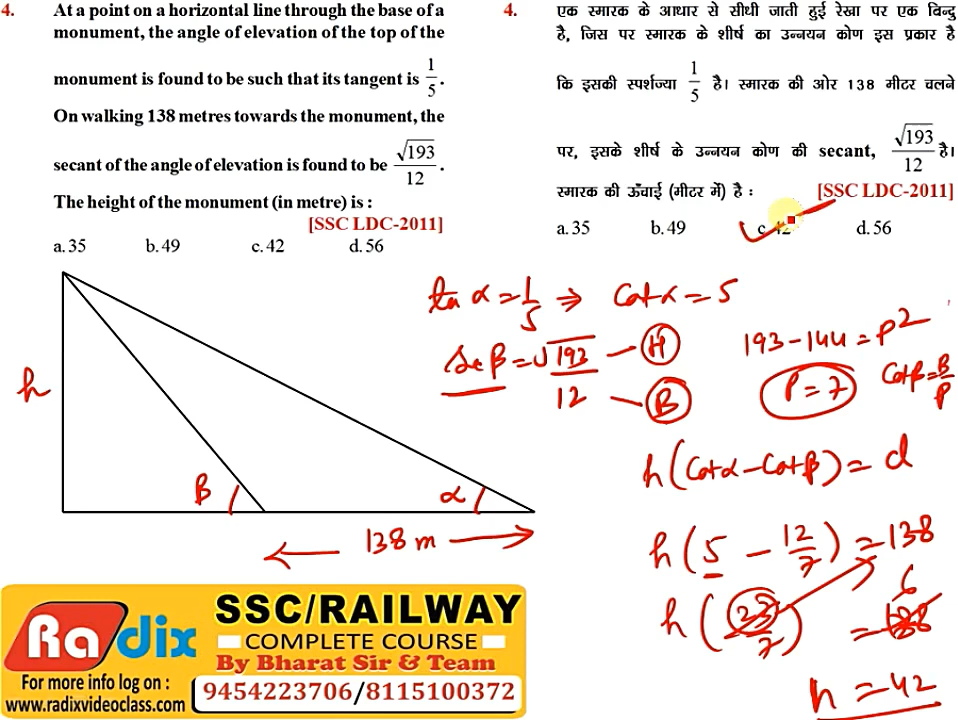 4. At a point on a horizontal line through the base of a
monument, the angle of elevation of the top of the
monument is found to be such that its tangent is 1/5.
On walking 138 metres towards the monument, the
secant of the angle of elevation is found to be √193/12.
The height of the monument (in metre) is :
[SSC LDC-2011]
a. 35 b. 49 c. 42 d. 56
4. एक स्मारक के आधार से सीधी जाती हुई रेखा पर एक बिन्दु
है, जिस पर स्मारक के शीर्ष का उन्नयन कोण इस प्रकार है
कि इसकी स्पर्शज्या 1/5 है। स्मारक की ओर 138 मीटर चलने
पर, इसके शीर्ष के उन्नयन कोण की secant, √193/12 है।
स्मारक की ऊँचाई (मीटर में) है : [SSC LDC-2011]
a. 35 b. 49 c. 42 d. 56
h
β
α
138 m
tan α = 1/5 ⇒ Cot α = 5
Sec β = √193/12 — H
— B
193 - 144 = P²
P = 7
Cot β = B/P
h(Cot α - Cot β) = d
h(5 - 12/7) = 138
h(23/7) = 138
6
h = 42
Radix
For more info log on :
www.radixvideoclass.com
SSC/RAILWAY
COMPLETE COURSE
By Bharat Sir & Team
9454223706/8115100372